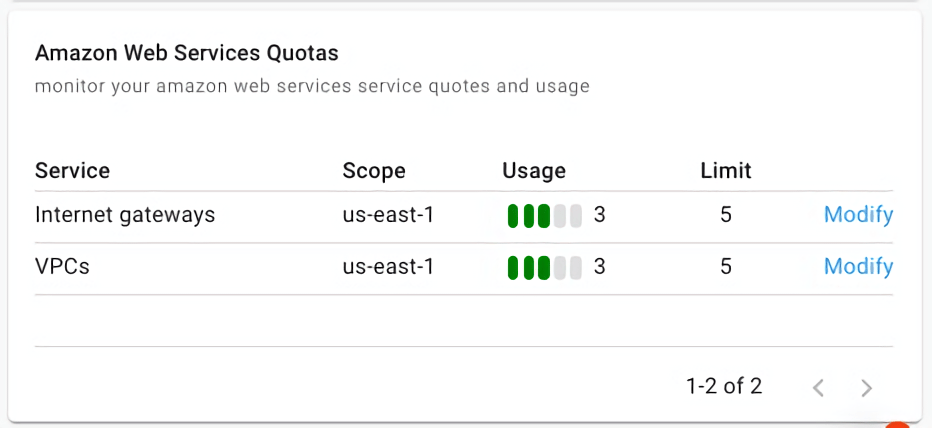 Amazon Web Services Quotas
monitor your amazon web services service quotes and usage
Service Scope Usage Limit
Internet gateways us-east-1 3 5 Modify
VPCs us-east-1 3 5 Modify
1-2 of 2